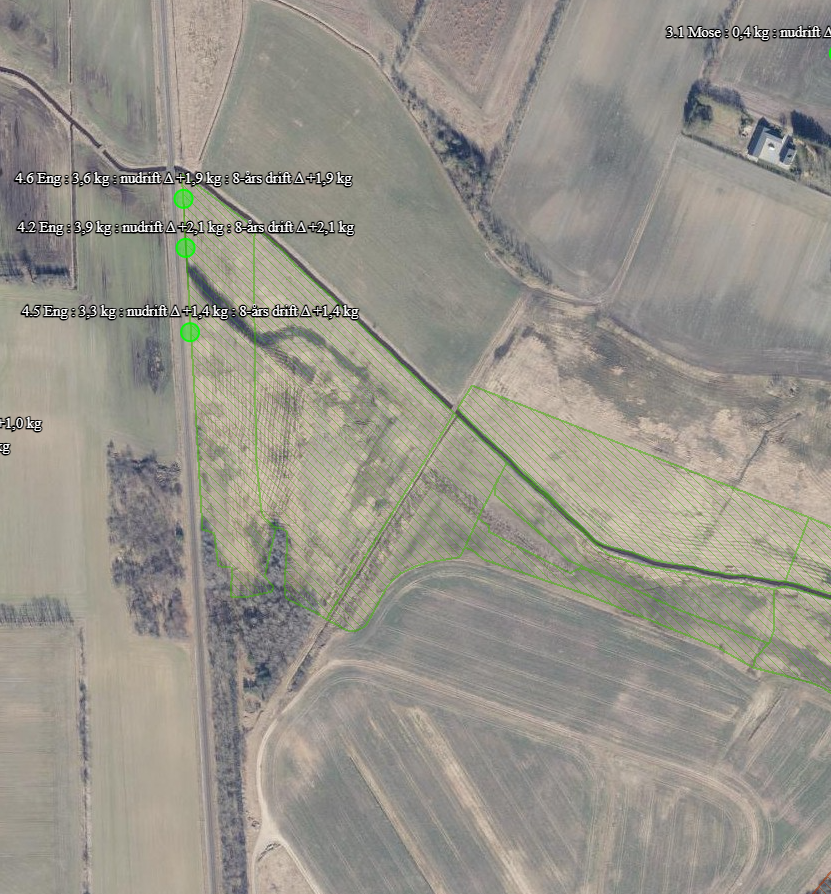 3.1 Mose : 0,4 kg : nudrift Δ
4.6 Eng : 3,6 kg : nudrift Δ +1,9 kg : 8-års drift Δ +1,9 kg
4.2 Eng : 3,9 kg : nudrift Δ +2,1 kg : 8-års drift Δ +2,1 kg
4.5 Eng : 3,3 kg : nudrift Δ +1,4 kg : 8-års drift Δ +1,4 kg
+1,0 kg
kg